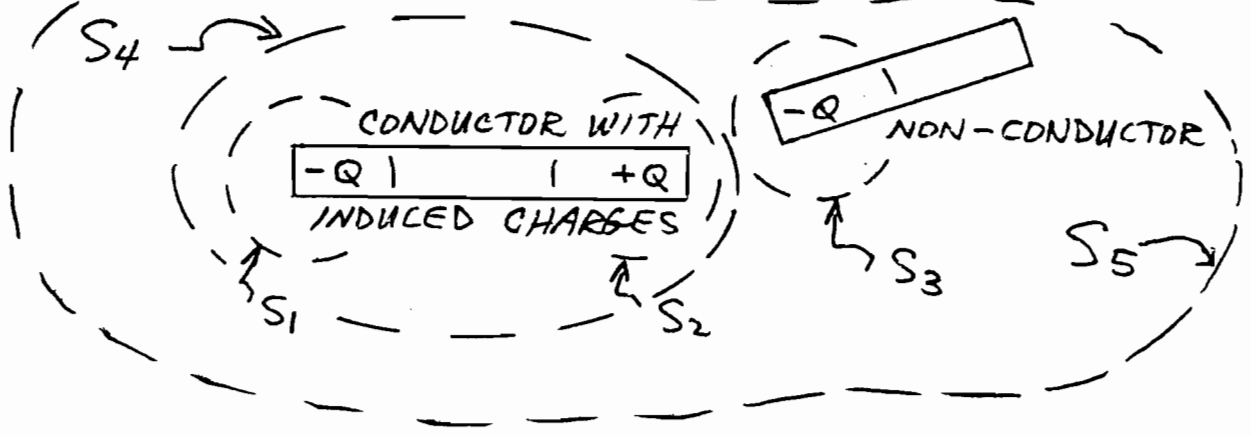 S4
CONDUCTOR WITH
-Q | | +Q
INDUCED CHARGES
-Q |
NON-CONDUCTOR
S1
S2
S3
S5